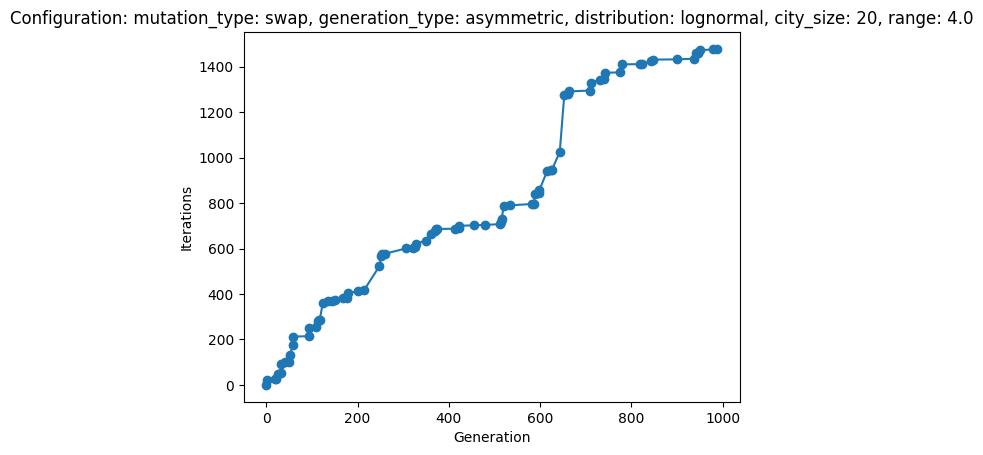 Configuration: mutation_type: swap, generation_type: asymmetric, distribution: lognormal, city_size: 20, range: 4.0
1400
1200
1000
800
600
400
200
0
Iterations
0 200 400 600 800 1000
Generation